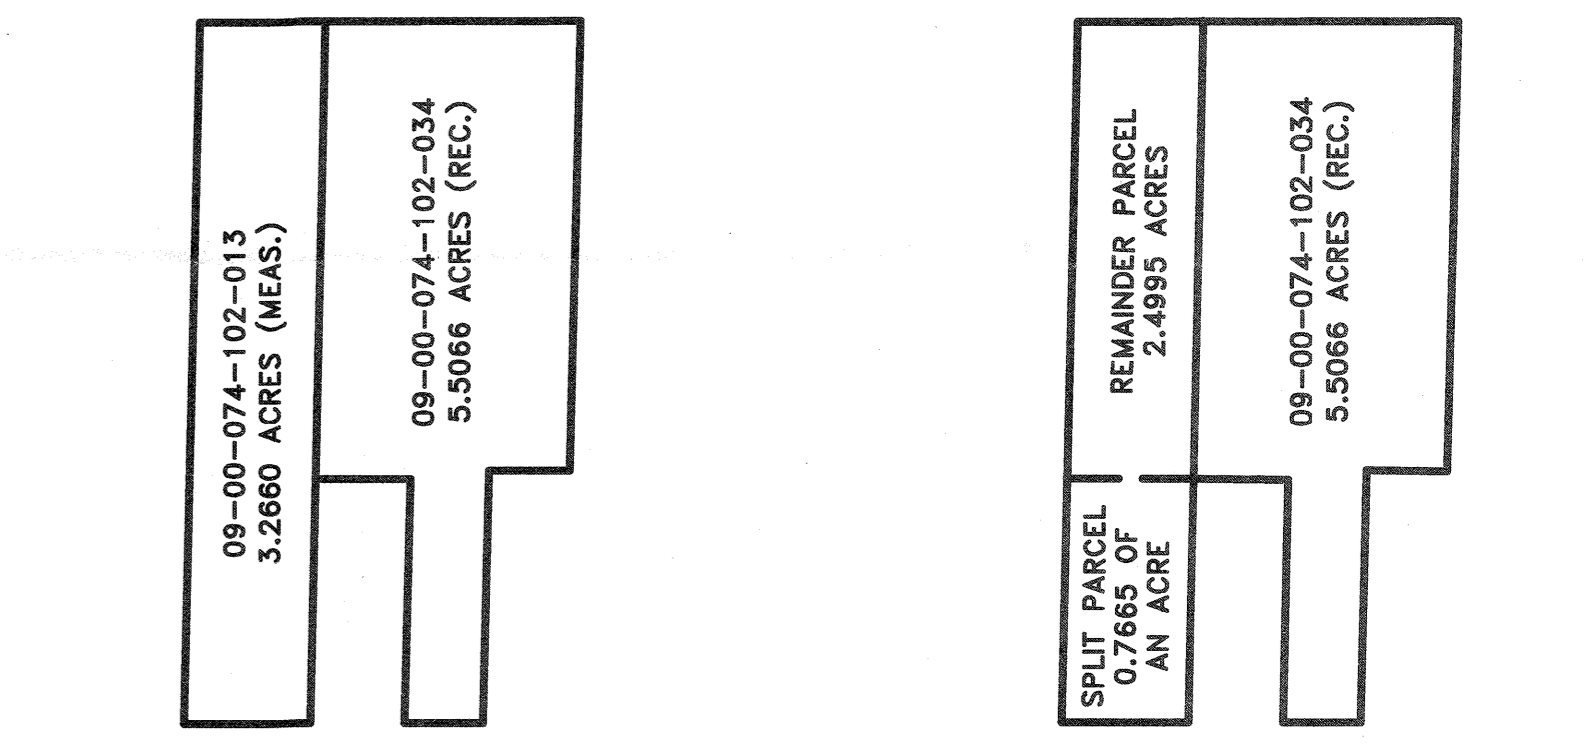 09-00-074-102-013
3.2660 ACRES (MEAS.)
09-00-074-102-034
5.5066 ACRES (REC.)
SPLIT PARCEL
0.7665 OF
AN ACRE
REMAINDER PARCEL
2.4995 ACRES
09-00-074-102-034
5.5066 ACRES (REC.)